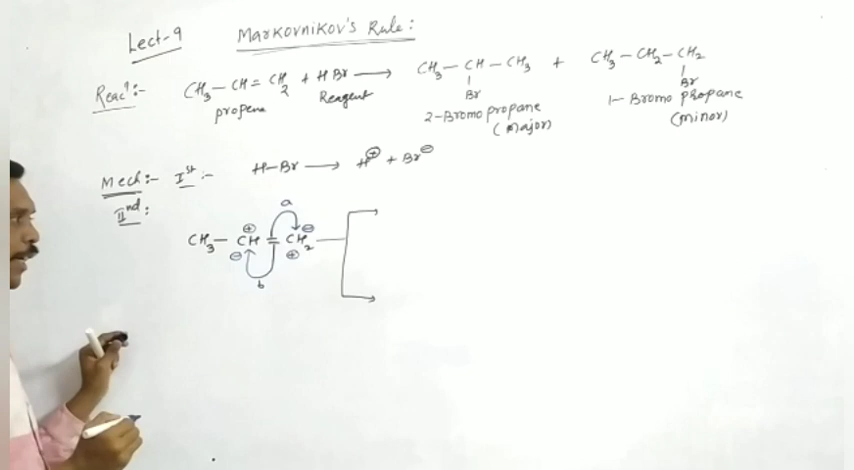 Lect-9 Markovnikov's Rule:
Reacⁿ:- CH₃-CH=CH₂ + HBr ⟶ CH₃-CH-CH₃ + CH₃-CH₂-CH₂
Br Br
propene Reagent 2-Bromo propane 1-Bromo propane
(major) (minor)
Mech:- Iˢᵗ:- H-Br ⟶ H⊕ + Br⊖
IIⁿᵈ:
a
⊕ ⊖
CH₃-CH=CH₂
⊖ ⊕
b